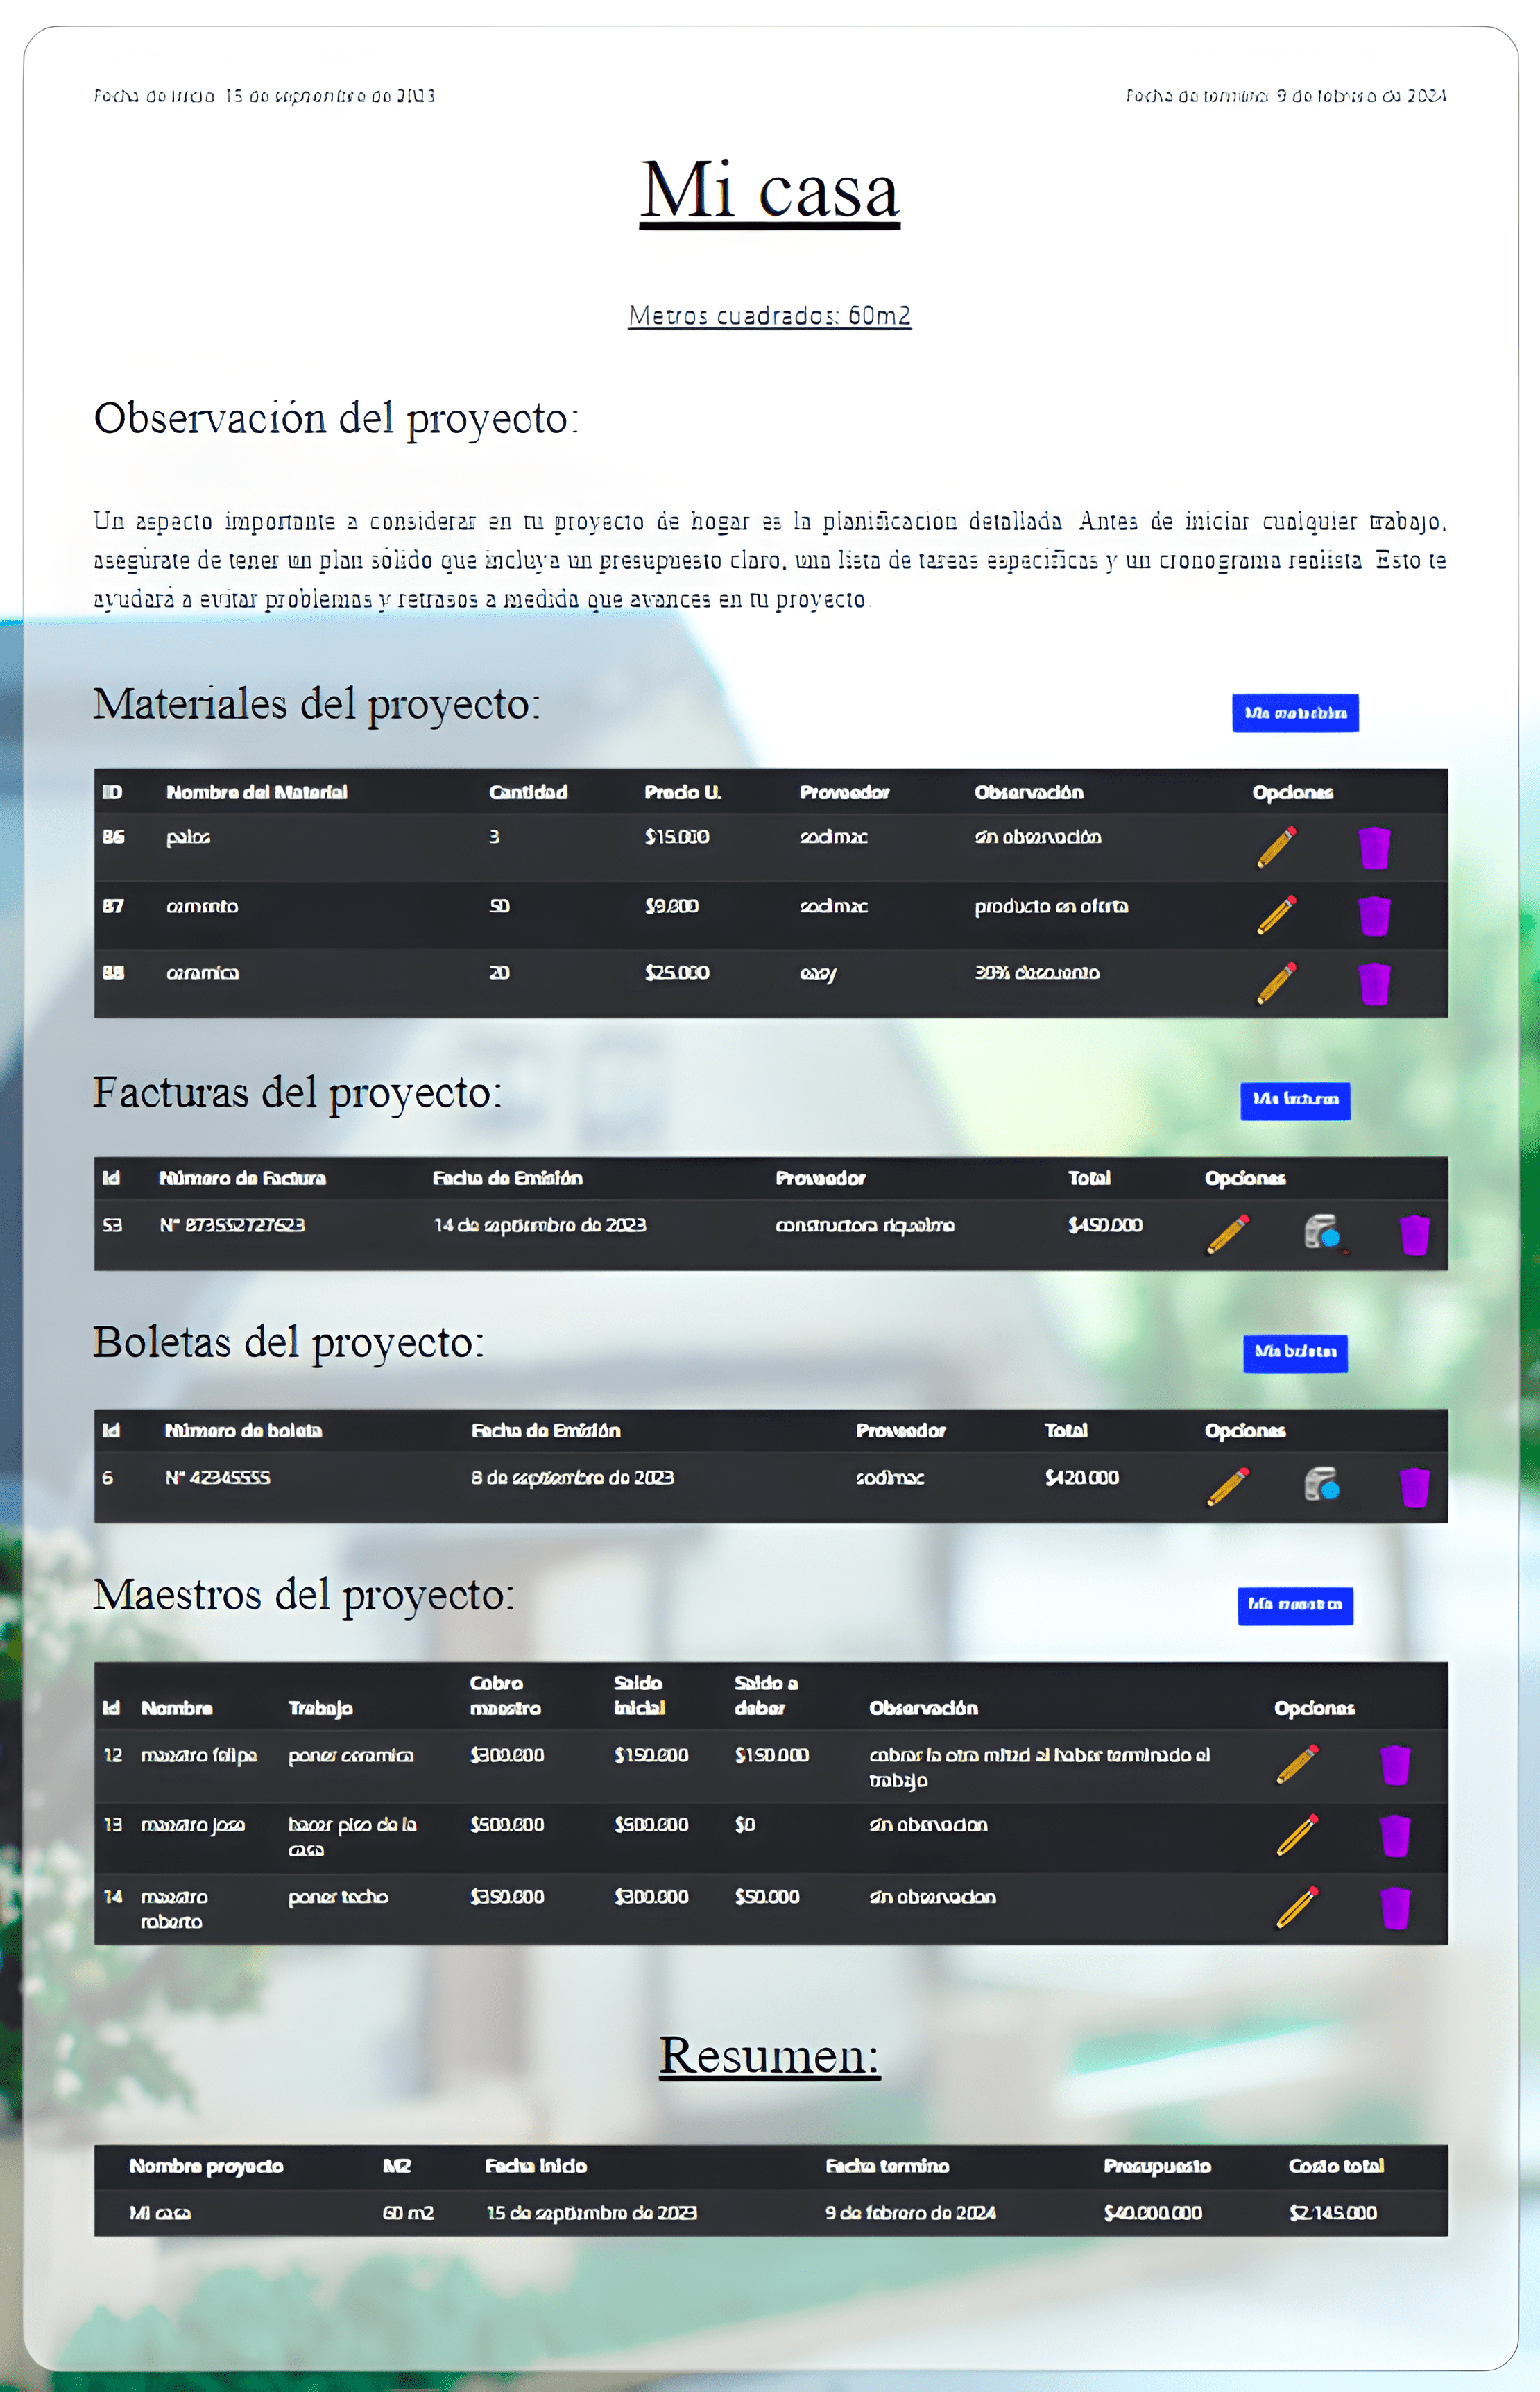 Fecha de inicio: 15 de septiembre de 2023
Fecha de termino: 9 de febrero de 2024
Mi casa
Metros cuadrados: 60m2
Observación del proyecto:
Un aspecto importante a considerar en tu proyecto de hogar es la planificación detallada. Antes de iniciar cualquier trabajo,
asegúrate de tener un plan sólido que incluya un presupuesto claro, una lista de tareas específicas y un cronograma realista. Esto te
ayudará a evitar problemas y retrasos a medida que avances en tu proyecto.
Materiales del proyecto:
Mis materiales
ID Nombre del Material Cantidad Precio U. Proveedor Observación Opciones
86 palos 3 $15.000 sodimac sin observación
87 cemento 50 sodimac producto en oferta
88 ceramica 20 $25.000 easy 30% descuento
Facturas del proyecto:
Mis facturas
Id Número de Factura Fecha de Emisión Proveedor Total Opciones
53 N° 873552727623 14 de septiembre de 2023 constructora riquelme $450.000
Boletas del proyecto:
Mis boletas
Id Número de boleta Fecha de Emisión Proveedor Total Opciones
6 N° 42345555 8 de septiembre de 2023 sodimac $420.000
Maestros del proyecto:
Mis maestros
Id Nombre Trabajo Cobro maestro Saldo inicial Saldo a deber Observación Opciones
12 maestro felipe poner ceramica $300.000 $150.000 $150.000 cobrar la otra mitad al haber terminado el
trabajo
13 maestro jose hacer piso de la casa $500.000 $500.000 $0 sin observacion
14 maestro roberto poner techo $350.000 $300.000 $50.000 sin observacion
Resumen:
Nombre proyecto M2 Fecha inicio Fecha termino Presupuesto Costo total
Mi casa 60 m2 15 de septiembre de 2023 9 de febrero de 2024 $40.000.000 $2.145.000